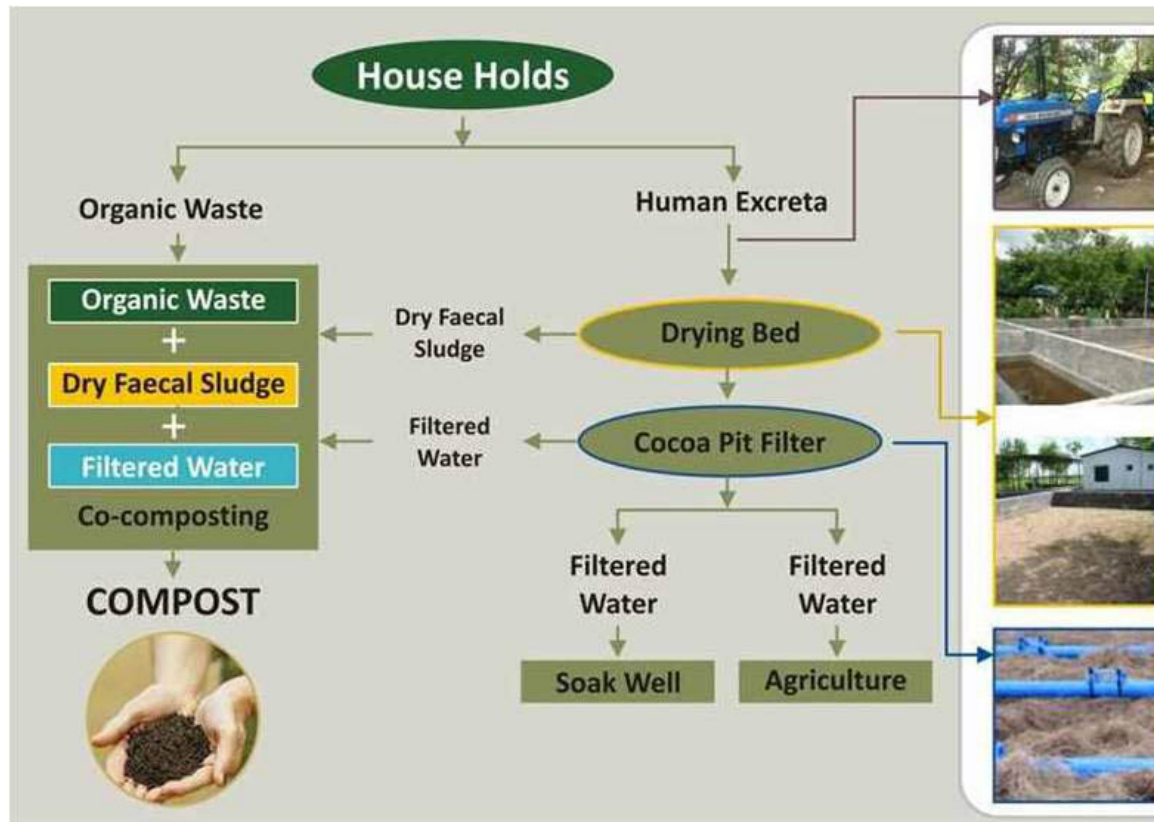 House Holds
Organic Waste
Human Excreta
Organic Waste
+
Dry Faecal Sludge
+
Filtered Water
Co-composting
COMPOST
Dry Faecal
Sludge
Drying Bed
Filtered
Water
Cocoa Pit Filter
Filtered
Water
Filtered
Water
Soak Well
Agriculture